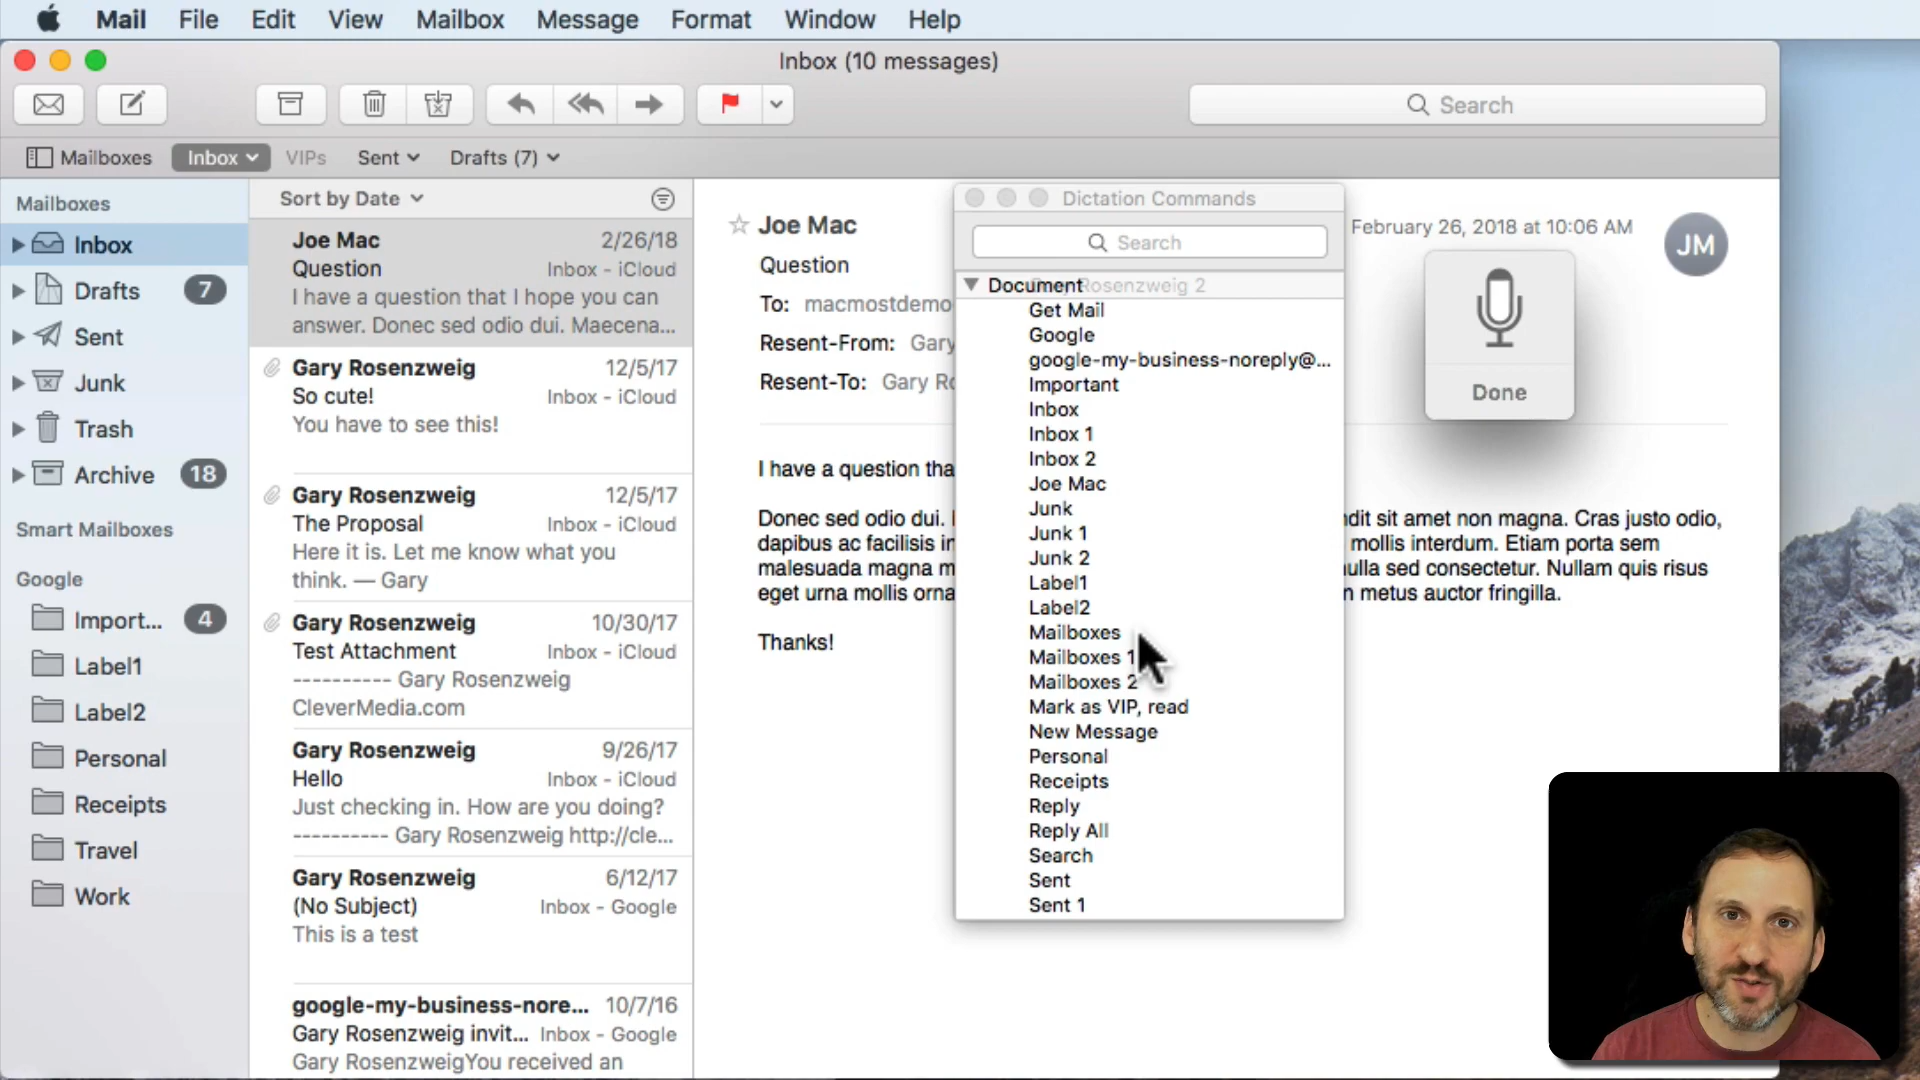 Mail File Edit View Mailbox Message Format Window Help
Inbox (10 messages)
Search
Mailboxes Inbox VIPs Sent Drafts (7)
Mailboxes
Inbox
Drafts 7
Sent
Junk
Trash
Archive 18
Smart Mailboxes
Google
Import... 4
Label1
Label2
Personal
Receipts
Travel
Work
Sort by Date
Joe Mac 2/26/18
Question Inbox - iCloud
I have a question that I hope you can
answer. Donec sed odio dui. Maecena...
Gary Rosenzweig 12/5/17
So cute! Inbox - iCloud
You have to see this!
Gary Rosenzweig 12/5/17
The Proposal Inbox - iCloud
Here it is. Let me know what you
think. — Gary
Gary Rosenzweig 10/30/17
Test Attachment Inbox - iCloud
---------- Gary Rosenzweig
CleverMedia.com
Gary Rosenzweig 9/26/17
Hello Inbox - iCloud
Just checking in. How are you doing?
---------- Gary Rosenzweig http://cle...
Gary Rosenzweig 6/12/17
(No Subject) Inbox - Google
This is a test
google-my-business-nore... 10/7/16
Gary Rosenzweig invit... Inbox - Google
Gary RosenzweigYou received an
Joe Mac February 26, 2018 at 10:06 AM
JM
Question
To: macmostdemo
Resent-From: Gary
Resent-To: Gary Ro
I have a question tha
Donec sed odio dui. ndit sit amet non magna. Cras justo odio,
dapibus ac facilisis in mollis interdum. Etiam porta sem
malesuada magna m ulla sed consectetur. Nullam quis risus
eget urna mollis orna n metus auctor fringilla.
Thanks!
Dictation Commands
Search
Document Rosenzweig 2
Get Mail
Google
google-my-business-noreply@...
Important
Inbox
Inbox 1
Inbox 2
Joe Mac
Junk
Junk 1
Junk 2
Label1
Label2
Mailboxes
Mailboxes 1
Mailboxes 2
Mark as VIP, read
New Message
Personal
Receipts
Reply
Reply All
Search
Sent
Sent 1
Done